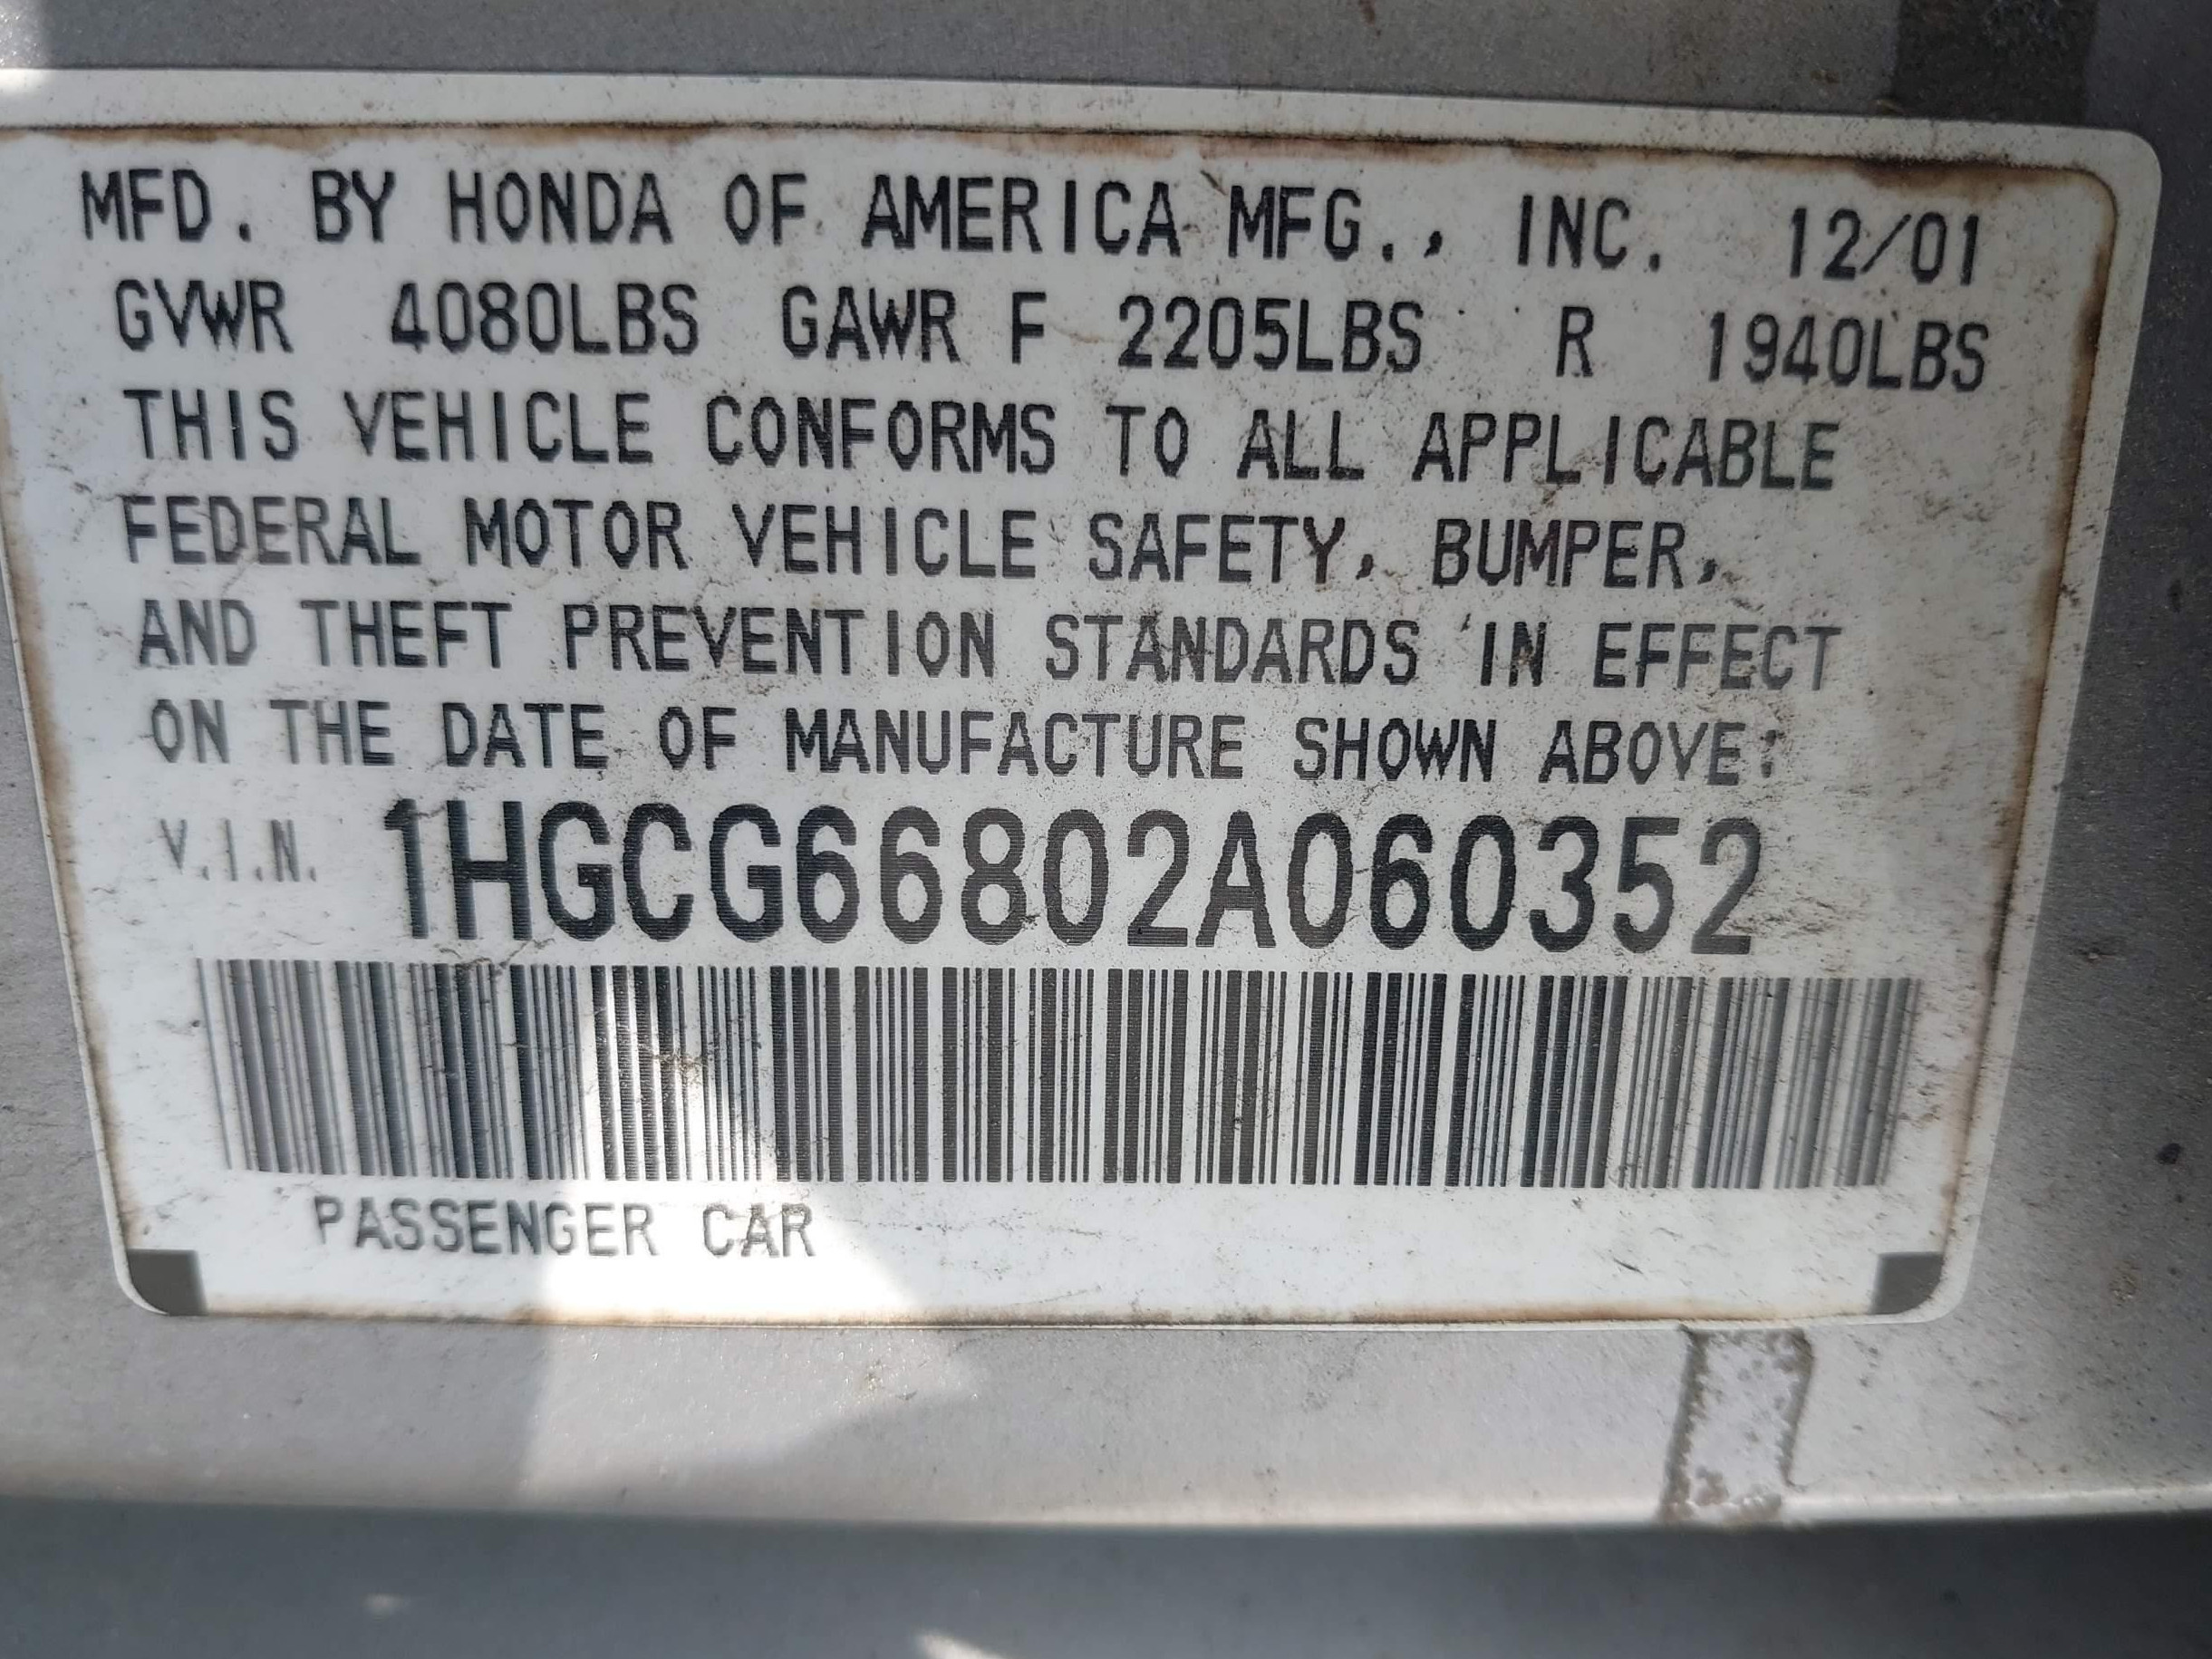 MFD. BY HONDA OF AMERICA MFG., INC. 12/01
GVWR 4080LBS GAWR F 2205LBS R 1940LBS
THIS VEHICLE CONFORMS TO ALL APPLICABLE
FEDERAL MOTOR VEHICLE SAFETY, BUMPER,
AND THEFT PREVENTION STANDARDS IN EFFECT
ON THE DATE OF MANUFACTURE SHOWN ABOVE:
V.I.N. 1HGCG66802A060352
PASSENGER CAR